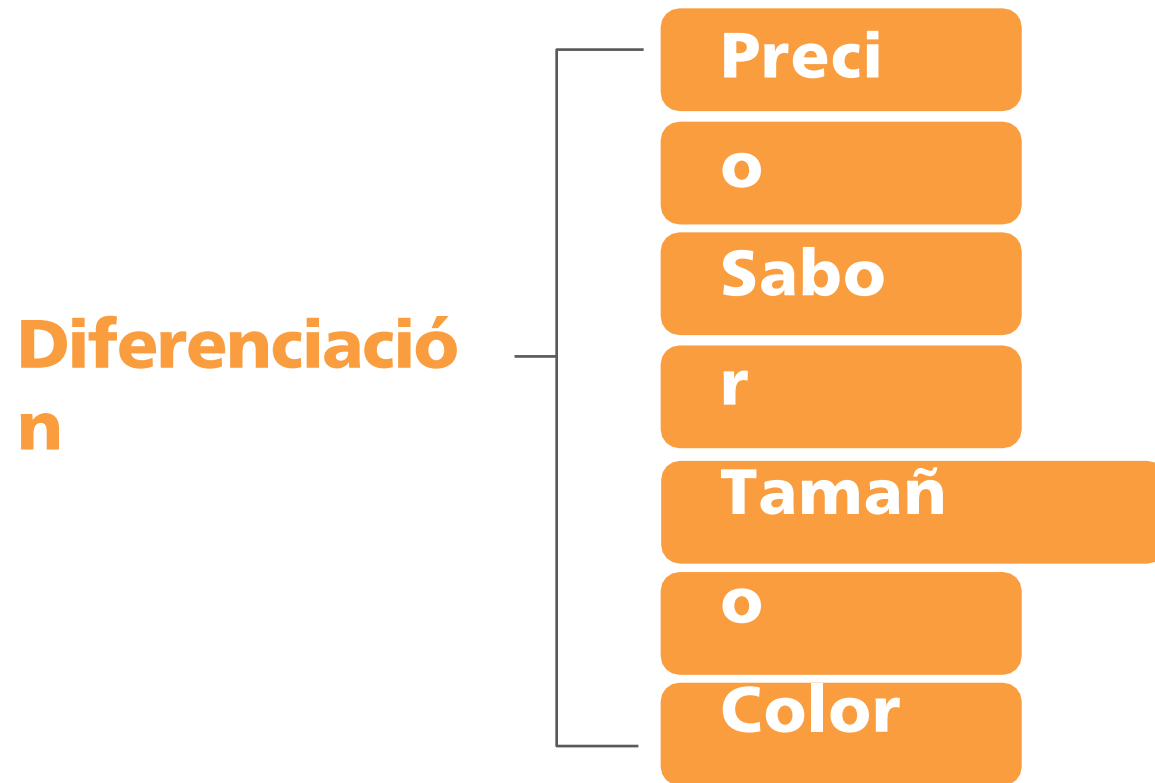 Diferenciació
n
Preci
o
Sabo
r
Tamañ
o
Color